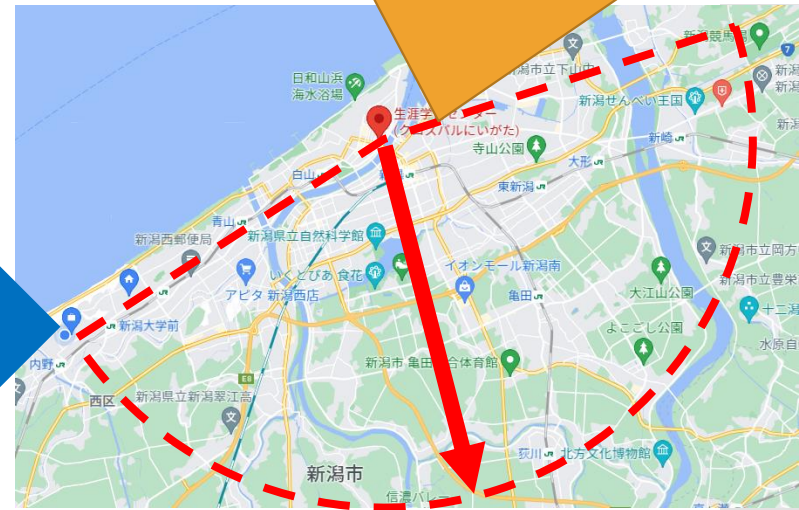 新潟競馬場
7
日和山浜
海水浴場
新潟市立下山中
新潟
新潟
新潟せんべい王国
生涯学習センター
(クロスパルにいがた)
寺山公園
新崎
大形
白山
東新潟
青山
新潟県立自然科学館
新潟西郵便局
いくとぴあ 食花
イオンモール新潟南
新潟市立岡方
アピタ 新潟西店
亀田
大江山公園
新潟市立豊栄
十二潟
新潟大学前
よこごし公園
水原自
内野
新潟市 亀田総合体育館
E8
西区
新潟県立新潟翠江高
荻川
北方文化博物館
新潟市
信濃バレー